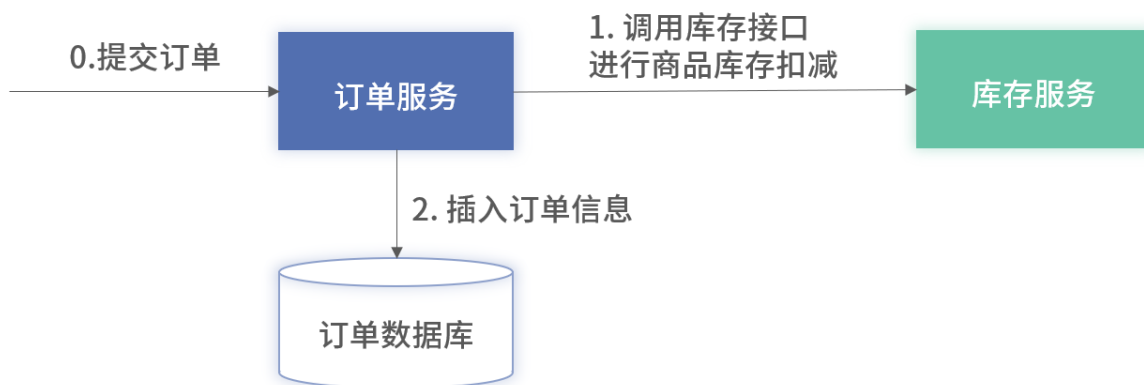 0.提交订单
1. 调用库存接口
进行商品库存扣减
订单服务
库存服务
2. 插入订单信息
订单数据库